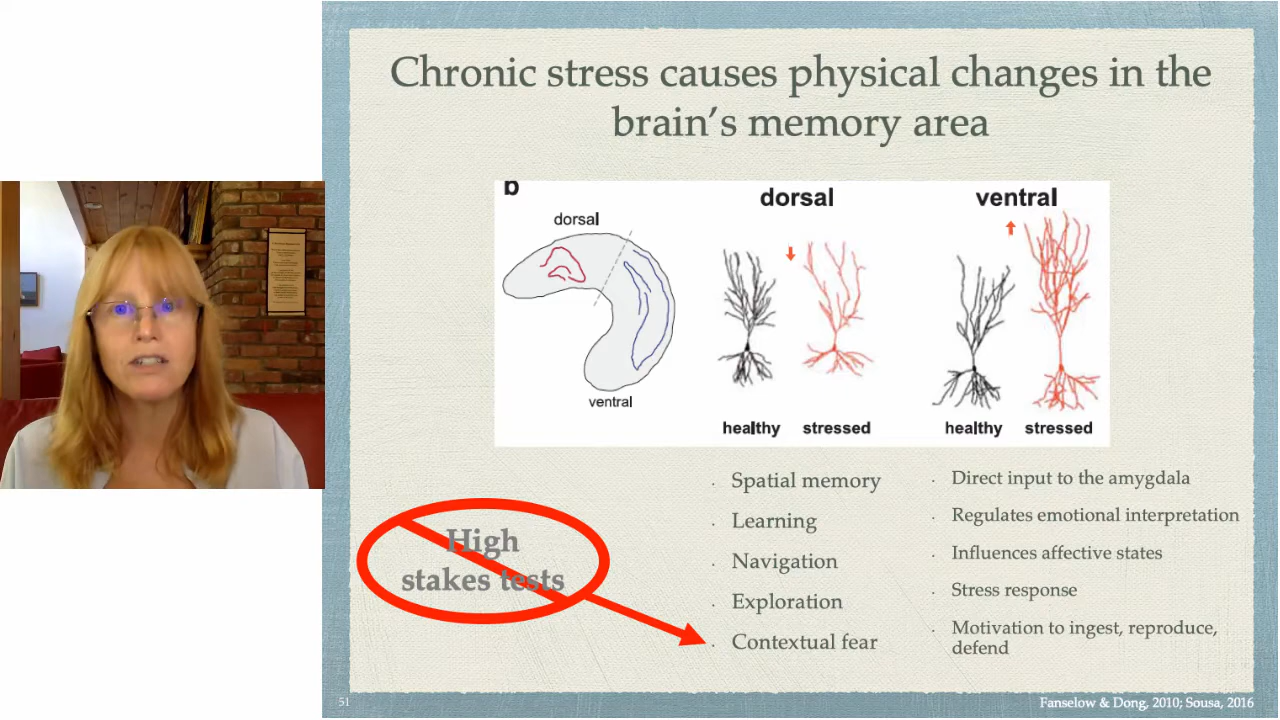 Chronic stress causes physical changes in the
brain’s memory area
b
dorsal
ventral
dorsal
ventral
healthy
stressed
healthy
stressed
· Spatial memory
· Learning
· Navigation
· Exploration
· Contextual fear
· Direct input to the amygdala
· Regulates emotional interpretation
· Influences affective states
· Stress response
· Motivation to ingest, reproduce,
defend
High
stakes tests
51
Fanselow & Dong, 2010; Sousa, 2016